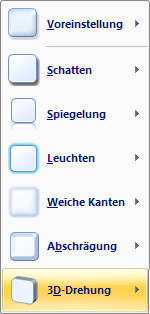 Voreinstellung
Schatten
Spiegelung
Leuchten
Weiche Kanten
Abschrägung
3D-Drehung